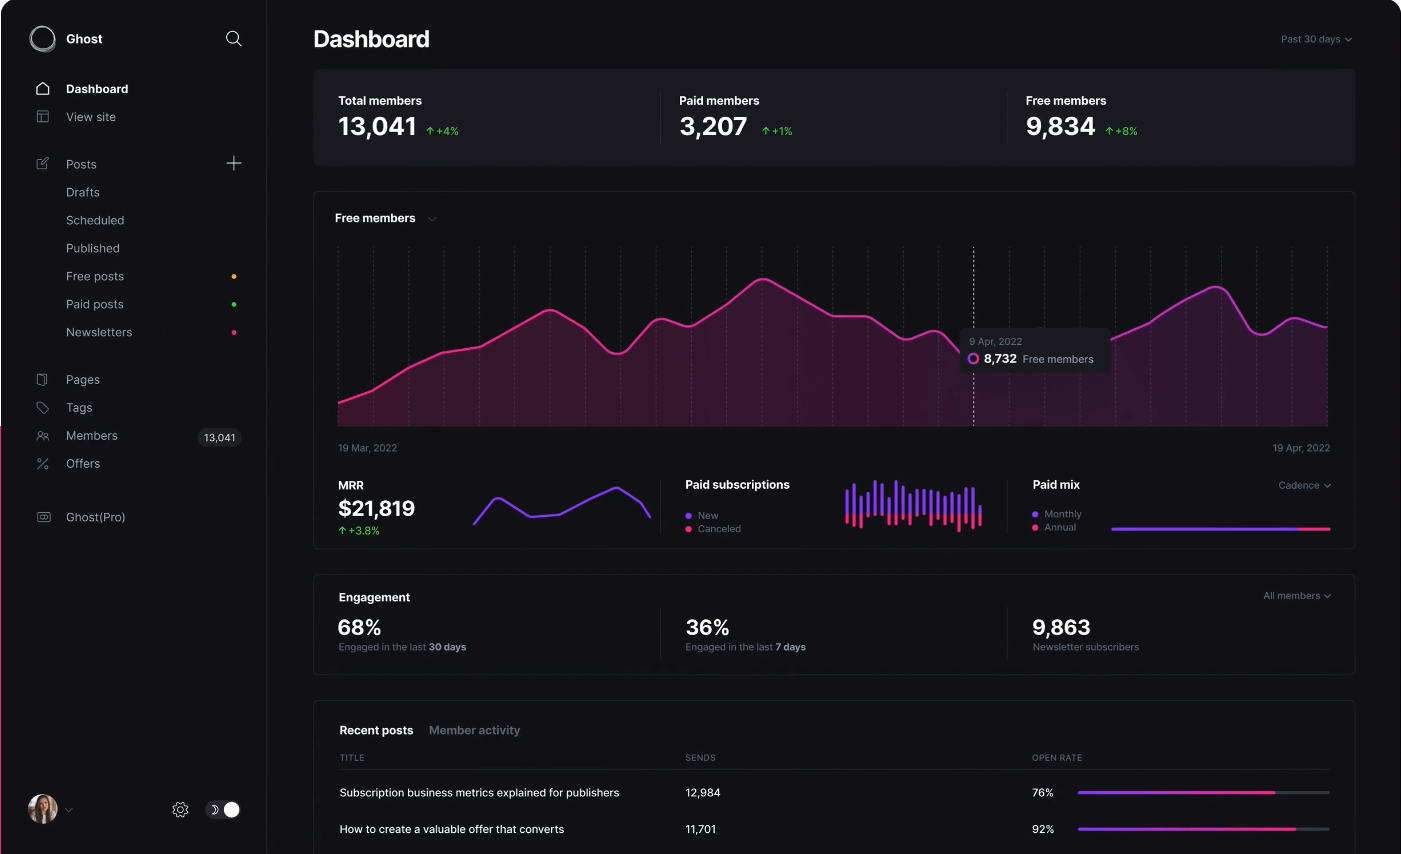 Ghost
Dashboard
View site
Posts
Drafts
Scheduled
Published
Free posts
Paid posts
Newsletters
Pages
Tags
Members 13,041
Offers
Ghost(Pro)
Dashboard
Past 30 days
Total members
13,041 ↑+4%
Paid members
3,207 ↑+1%
Free members
9,834 ↑+8%
Free members
9 Apr, 2022
8,732 Free members
19 Mar, 2022
19 Apr, 2022
MRR
$21,819
↑+3.8%
Paid subscriptions
New
Canceled
Paid mix
Cadence
Monthly
Annual
Engagement
All members
68%
Engaged in the last 30 days
36%
Engaged in the last 7 days
9,863
Newsletter subscribers
Recent posts Member activity
TITLE SENDS OPEN RATE
Subscription business metrics explained for publishers 12,984 76%
How to create a valuable offer that converts 11,701 92%